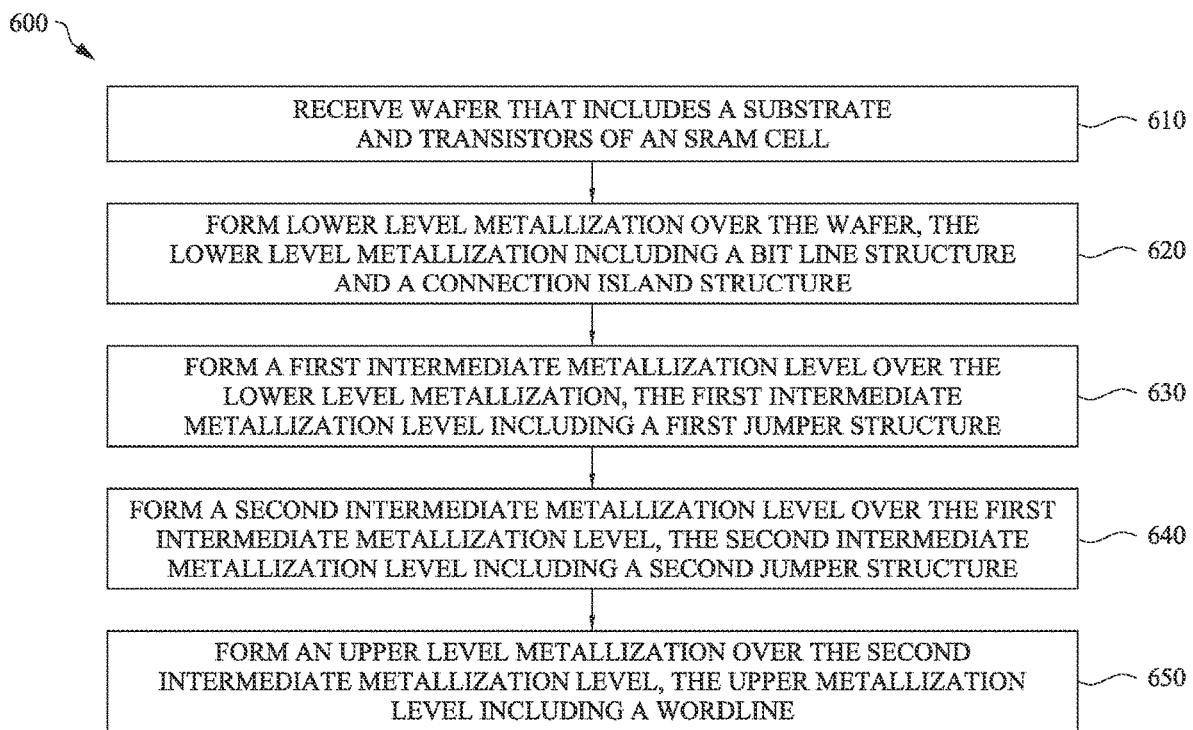 600
RECEIVE WAFER THAT INCLUDES A SUBSTRATE
AND TRANSISTORS OF AN SRAM CELL
610
FORM LOWER LEVEL METALLIZATION OVER THE WAFER, THE
LOWER LEVEL METALLIZATION INCLUDING A BIT LINE STRUCTURE
AND A CONNECTION ISLAND STRUCTURE
620
FORM A FIRST INTERMEDIATE METALLIZATION LEVEL OVER THE
LOWER LEVEL METALLIZATION, THE FIRST INTERMEDIATE
METALLIZATION LEVEL INCLUDING A FIRST JUMPER STRUCTURE
630
FORM A SECOND INTERMEDIATE METALLIZATION LEVEL OVER THE FIRST
INTERMEDIATE METALLIZATION LEVEL, THE SECOND INTERMEDIATE
METALLIZATION LEVEL INCLUDING A SECOND JUMPER STRUCTURE
640
FORM AN UPPER LEVEL METALLIZATION OVER THE SECOND
INTERMEDIATE METALLIZATION LEVEL, THE UPPER METALLIZATION
LEVEL INCLUDING A WORDLINE
650